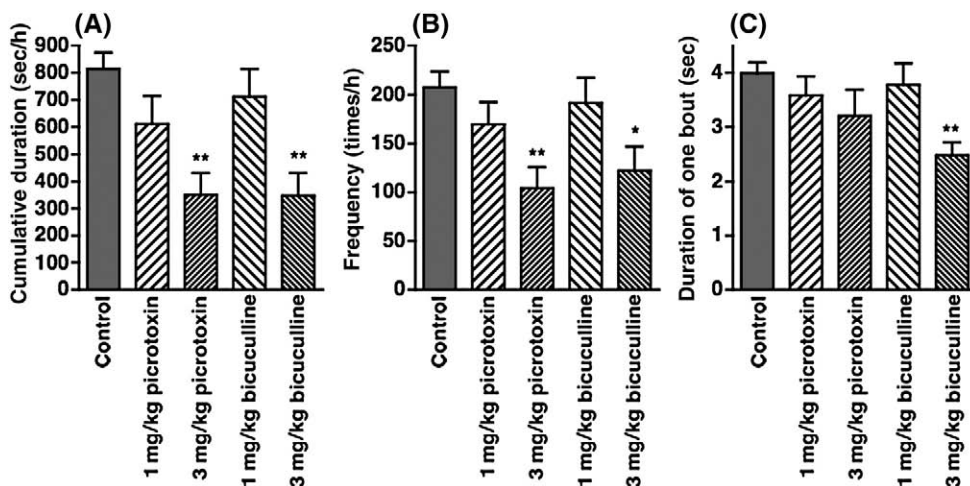 (A)
Cumulative duration (sec/h)
900
800
700
600
500
400
300
200
100
0
**
**
Control
1 mg/kg picrotoxin
3 mg/kg picrotoxin
1 mg/kg bicuculline
3 mg/kg bicuculline
(B)
Frequency (times/h)
250
200
150
100
50
0
**
*
Control
1 mg/kg picrotoxin
3 mg/kg picrotoxin
1 mg/kg bicuculline
3 mg/kg bicuculline
(C)
Duration of one bout (sec)
4
3
2
1
0
**
Control
1 mg/kg picrotoxin
3 mg/kg picrotoxin
1 mg/kg bicuculline
3 mg/kg bicuculline